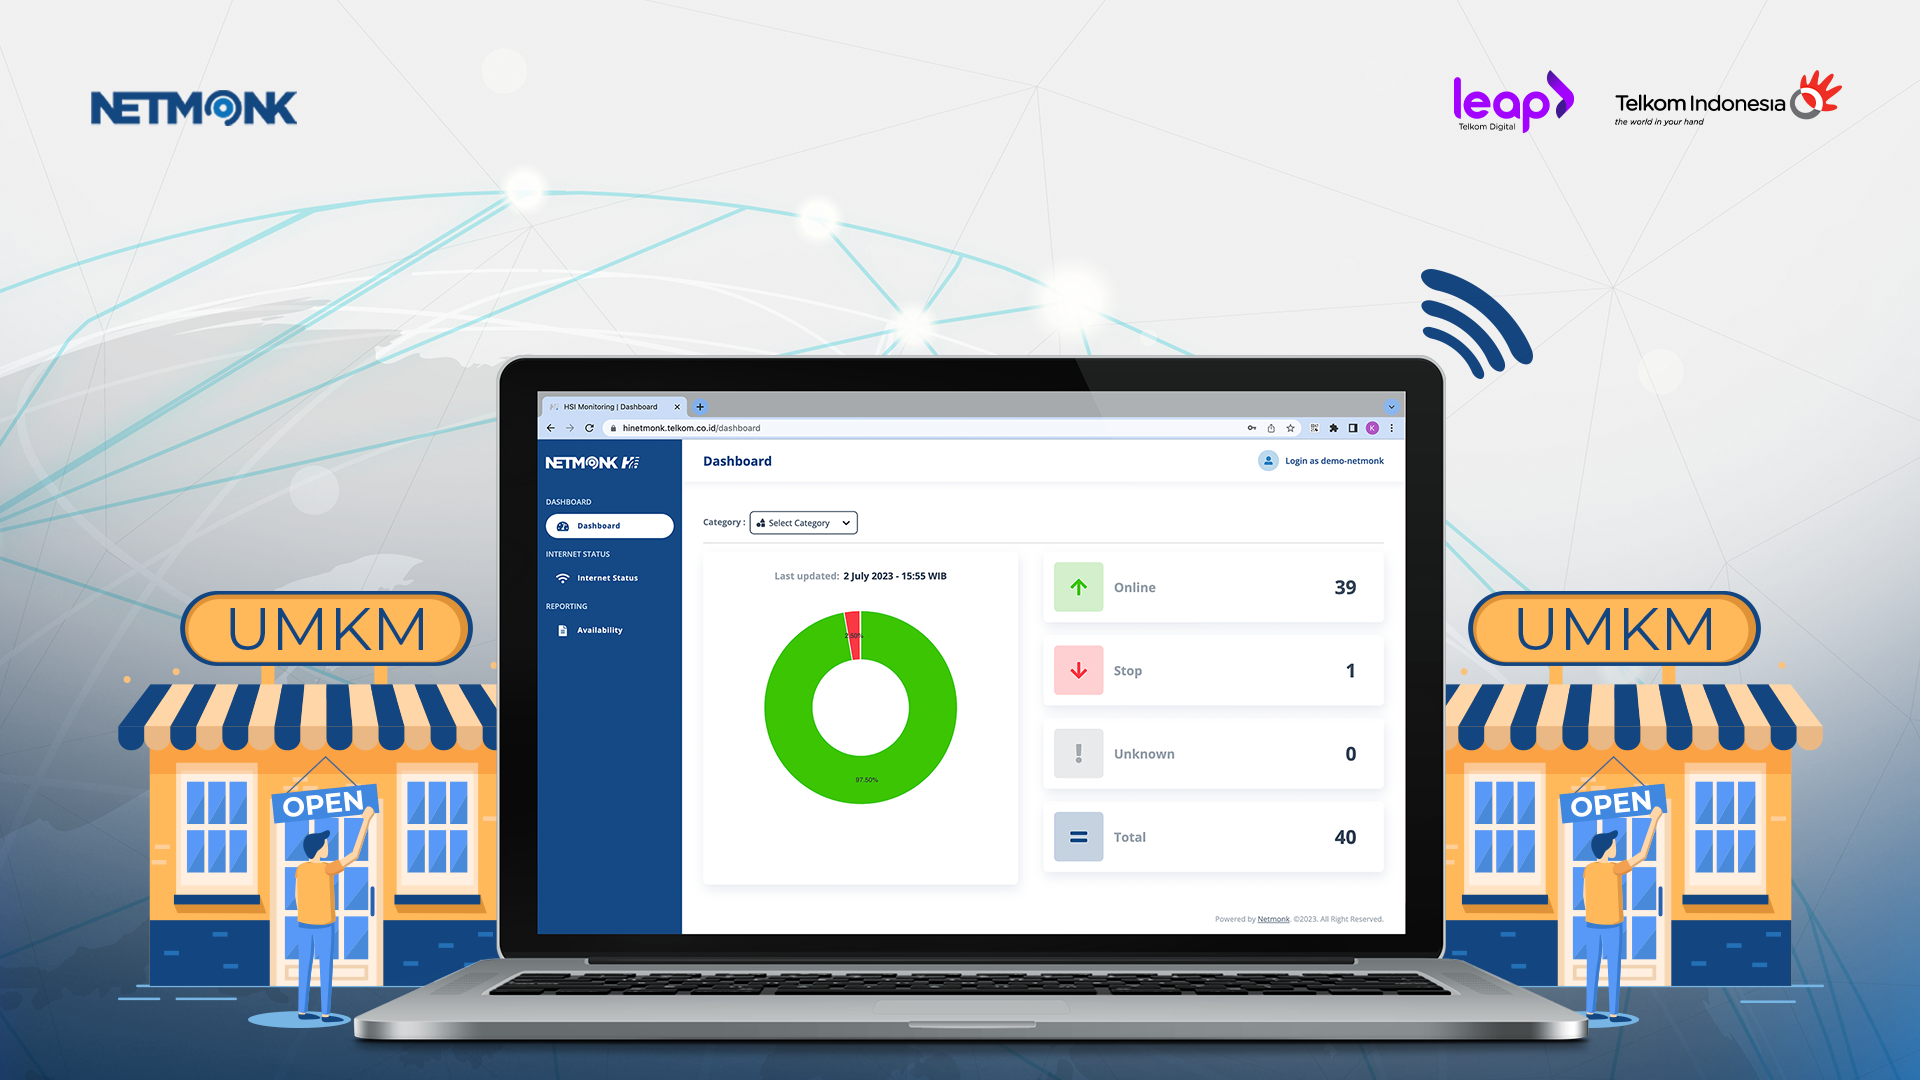 NETMONK
leap
Telkom Digital
Telkom Indonesia
the world in your hand
HSI Monitoring | Dashboard
hinetmonk.telkom.co.id/dashboard
K
NETMONK Hi
Dashboard
Login as demo-netmonk
DASHBOARD
Dashboard
INTERNET STATUS
Internet Status
REPORTING
Availability
Category :
Select Category
Last updated: 2 July 2023 - 15:55 WIB
2.50%
97.50%
Online 39
Stop 1
Unknown 0
Total 40
Powered by Netmonk. ©2023. All Right Reserved.
UMKM
OPEN
UMKM
OPEN